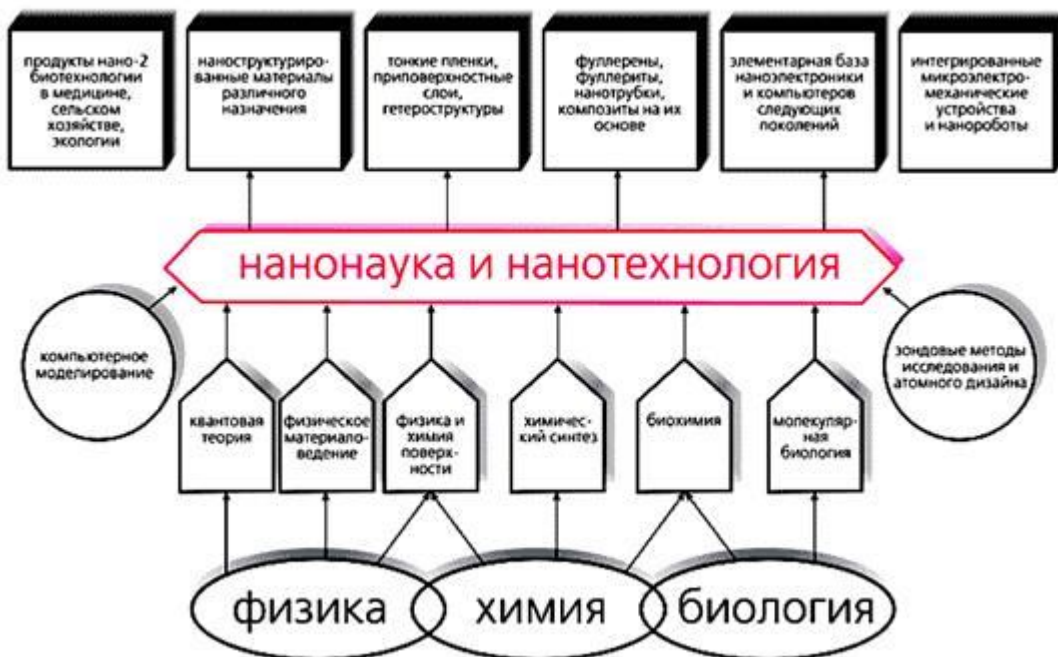 продукты нано-2
биотехнологии
в медицине,
сельском
хозяйстве,
экологии
наноструктуриро-
ванные материалы
различного
назначения
тонкие пленки,
приповерхностные
слои,
гетероструктуры
фуллерены,
фуллериты,
нанотрубки,
композиты на их
основе
элементарная база
наноэлектроники
и компьютеров
следующих
поколений
интегрированные
микроэлектро-
механические
устройства
и нанороботы
нанонаука и нанотехнология
компьютерное
моделирование
зондовые методы
исследования и
атомного дизайна
квантовая
теория
физическое
материало-
ведение
физика и
химия
поверх-
ности
химичес-
кий синтез
биохимия
молекуляр-
ная
биология
физика
химия
биология